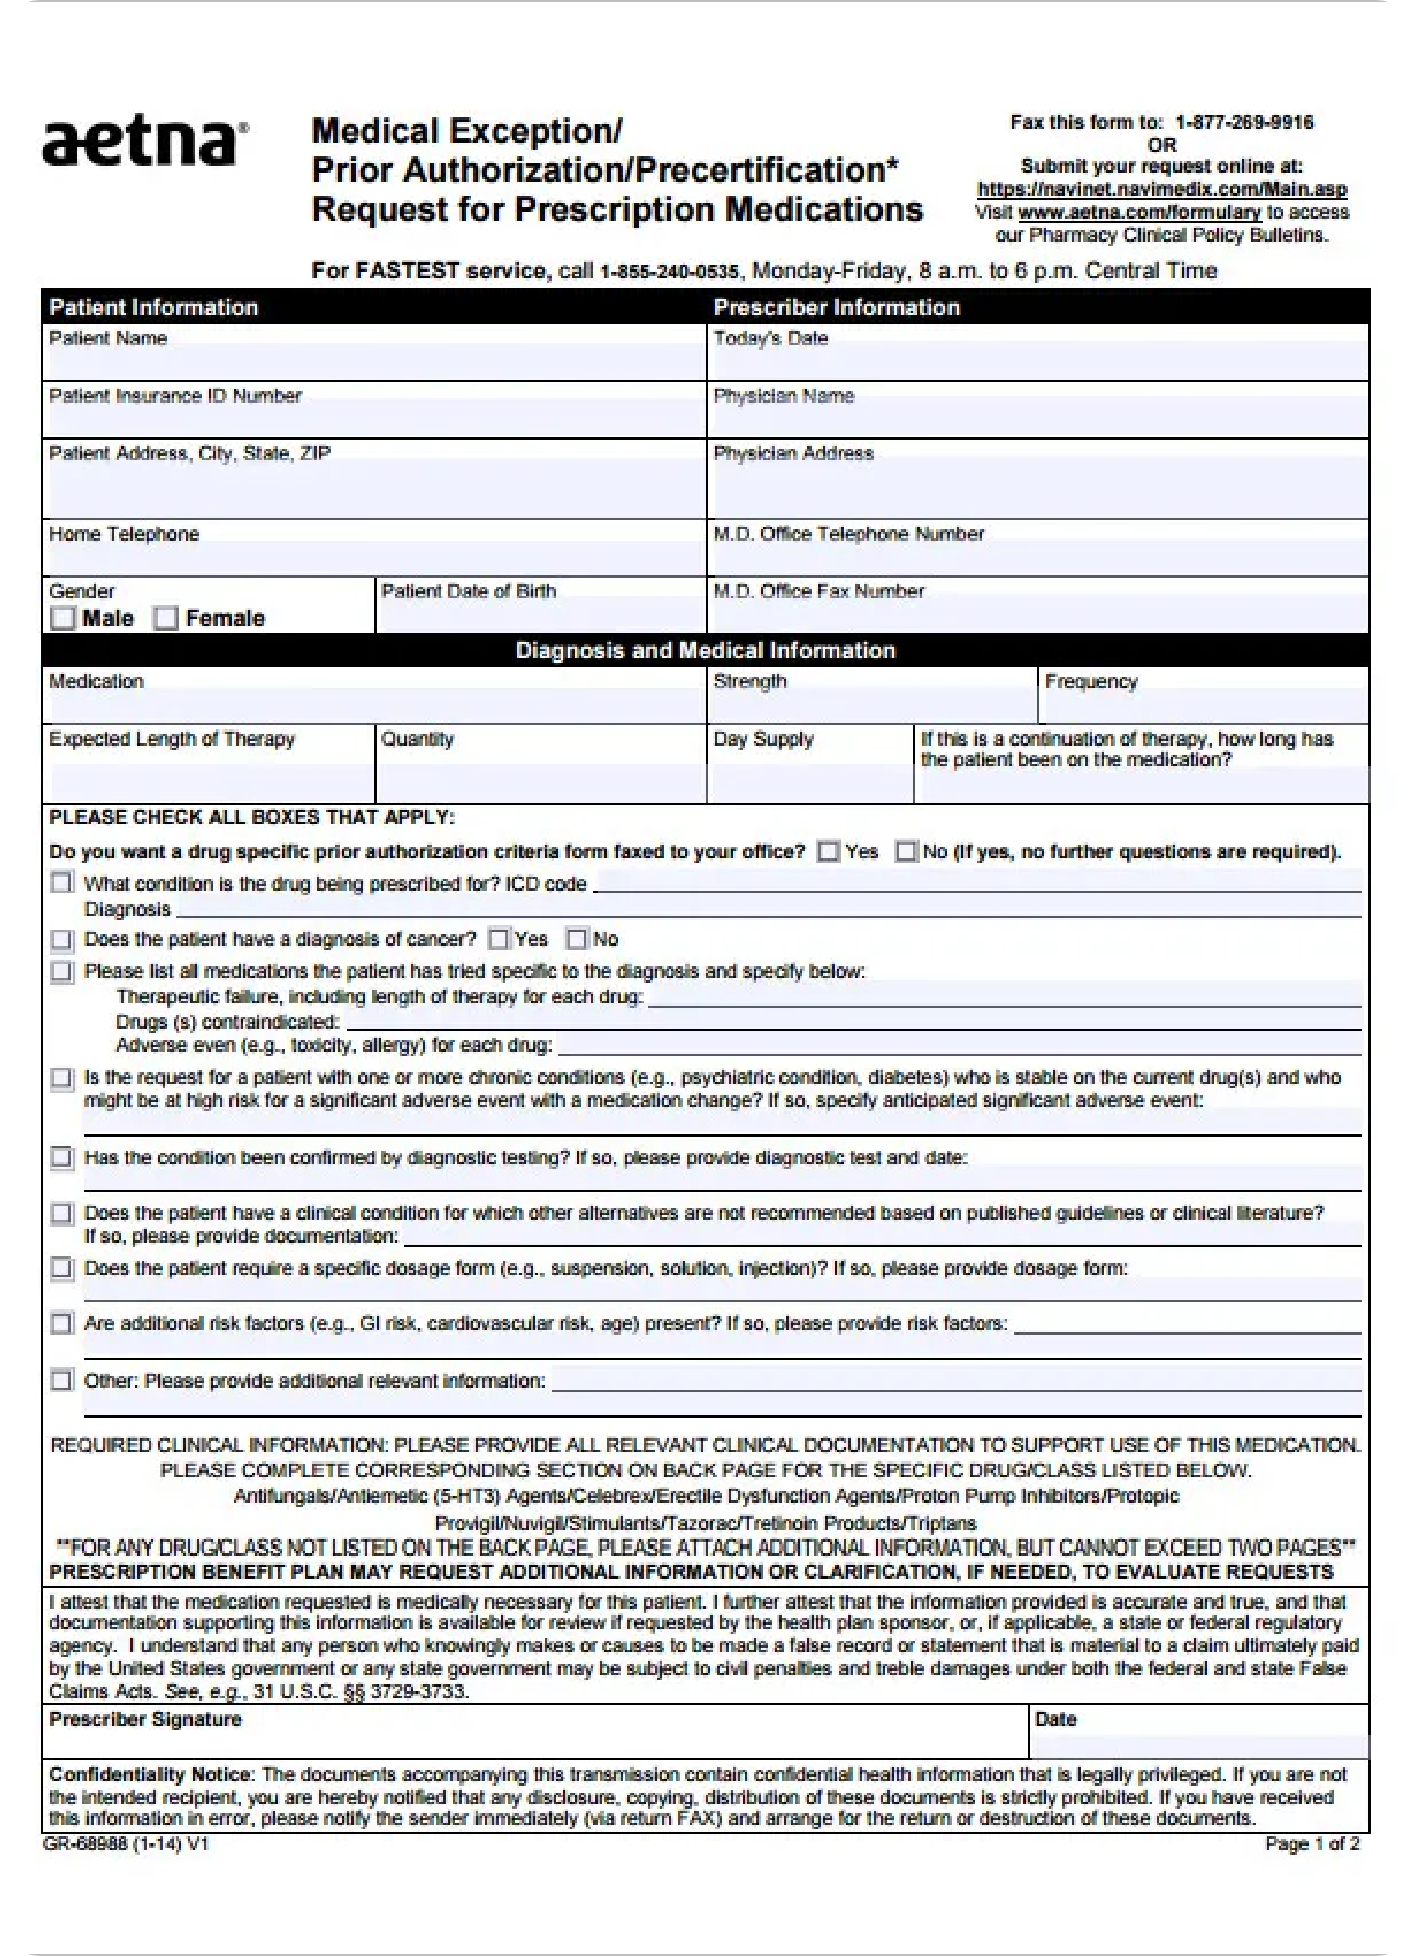 aetna®
Medical Exception/
Prior Authorization/Precertification*
Request for Prescription Medications
Fax this form to: 1-877-269-9916
OR
Submit your request online at:
https://navinet.navimedix.com/Main.asp
Visit www.aetna.com/formulary to access
our Pharmacy Clinical Policy Bulletins.
For FASTEST service, call 1-855-240-0535, Monday-Friday, 8 a.m. to 6 p.m. Central Time
Patient Information
Prescriber Information
Patient Name
Today's Date
Patient Insurance ID Number
Physician Name
Patient Address, City, State, ZIP
Physician Address
Home Telephone
M.D. Office Telephone Number
Gender
Male Female
Patient Date of Birth
M.D. Office Fax Number
Diagnosis and Medical Information
Medication
Strength
Frequency
Expected Length of Therapy
Quantity
Day Supply
If this is a continuation of therapy, how long has
the patient been on the medication?
PLEASE CHECK ALL BOXES THAT APPLY:
Do you want a drug specific prior authorization criteria form faxed to your office? Yes No (If yes, no further questions are required).
What condition is the drug being prescribed for? ICD code
Diagnosis
Does the patient have a diagnosis of cancer? Yes No
Please list all medications the patient has tried specific to the diagnosis and specify below:
Therapeutic failure, including length of therapy for each drug:
Drugs (s) contraindicated:
Adverse even (e.g., toxicity, allergy) for each drug:
Is the request for a patient with one or more chronic conditions (e.g., psychiatric condition, diabetes) who is stable on the current drug(s) and who
might be at high risk for a significant adverse event with a medication change? If so, specify anticipated significant adverse event:
Has the condition been confirmed by diagnostic testing? If so, please provide diagnostic test and date:
Does the patient have a clinical condition for which other alternatives are not recommended based on published guidelines or clinical literature?
If so, please provide documentation:
Does the patient require a specific dosage form (e.g., suspension, solution, injection)? If so, please provide dosage form:
Are additional risk factors (e.g., GI risk, cardiovascular risk, age) present? If so, please provide risk factors:
Other: Please provide additional relevant information:
REQUIRED CLINICAL INFORMATION: PLEASE PROVIDE ALL RELEVANT CLINICAL DOCUMENTATION TO SUPPORT USE OF THIS MEDICATION.
PLEASE COMPLETE CORRESPONDING SECTION ON BACK PAGE FOR THE SPECIFIC DRUG/CLASS LISTED BELOW.
Antifungals/Antiemetic (5-HT3) Agents/Celebrex/Erectile Dysfunction Agents/Proton Pump Inhibitors/Protopic
Provigil/Nuvigil/Stimulants/Tazorac/Tretinoin Products/Triptans
**FOR ANY DRUG/CLASS NOT LISTED ON THE BACK PAGE, PLEASE ATTACH ADDITIONAL INFORMATION, BUT CANNOT EXCEED TWO PAGES**
PRESCRIPTION BENEFIT PLAN MAY REQUEST ADDITIONAL INFORMATION OR CLARIFICATION, IF NEEDED, TO EVALUATE REQUESTS
I attest that the medication requested is medically necessary for this patient. I further attest that the information provided is accurate and true, and that
documentation supporting this information is available for review if requested by the health plan sponsor, or, if applicable, a state or federal regulatory
agency. I understand that any person who knowingly makes or causes to be made a false record or statement that is material to a claim ultimately paid
by the United States government or any state government may be subject to civil penalties and treble damages under both the federal and state False
Claims Acts. See, e.g., 31 U.S.C. §§ 3729-3733.
Prescriber Signature
Date
Confidentiality Notice: The documents accompanying this transmission contain confidential health information that is legally privileged. If you are not
the intended recipient, you are hereby notified that any disclosure, copying, distribution of these documents is strictly prohibited. If you have received
this information in error, please notify the sender immediately (via return FAX) and arrange for the return or destruction of these documents.
GR-68988 (1-14) V1
Page 1 of 2